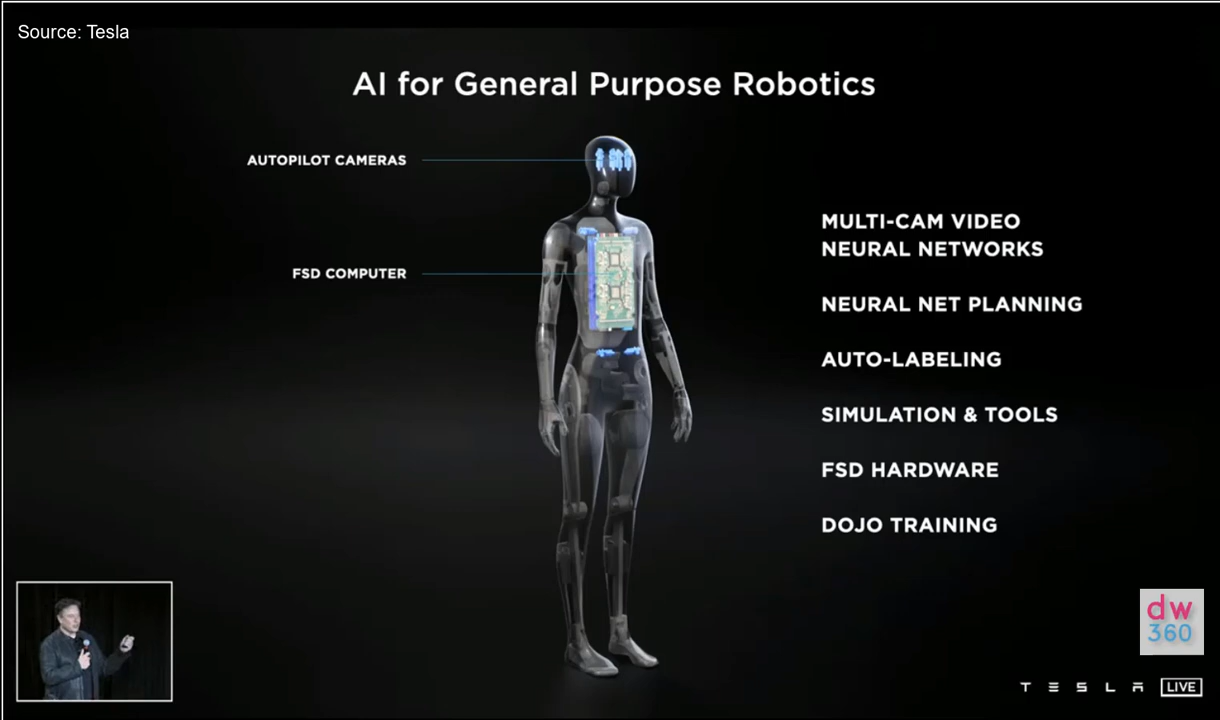 Source: Tesla
AI for General Purpose Robotics
AUTOPILOT CAMERAS
FSD COMPUTER
MULTI-CAM VIDEO
NEURAL NETWORKS
NEURAL NET PLANNING
AUTO-LABELING
SIMULATION & TOOLS
FSD HARDWARE
DOJO TRAINING
dw
360
TESLA LIVE